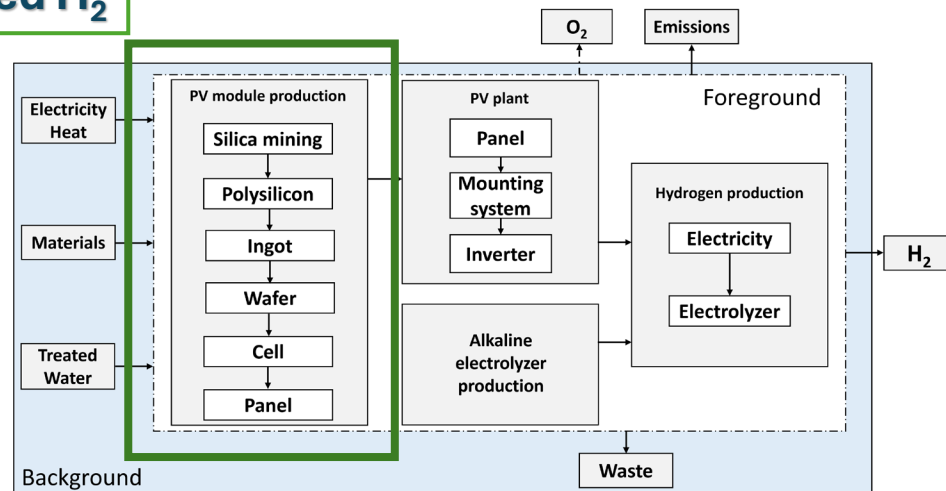 H₂
O₂
Emissions
Electricity
Heat
Materials
Treated
Water
PV module production
Silica mining
Polysilicon
Ingot
Wafer
Cell
Panel
PV plant
Panel
Mounting
system
Inverter
Alkaline
electrolyzer
production
Foreground
Hydrogen production
Electricity
Electrolyzer
H₂
Waste
Background